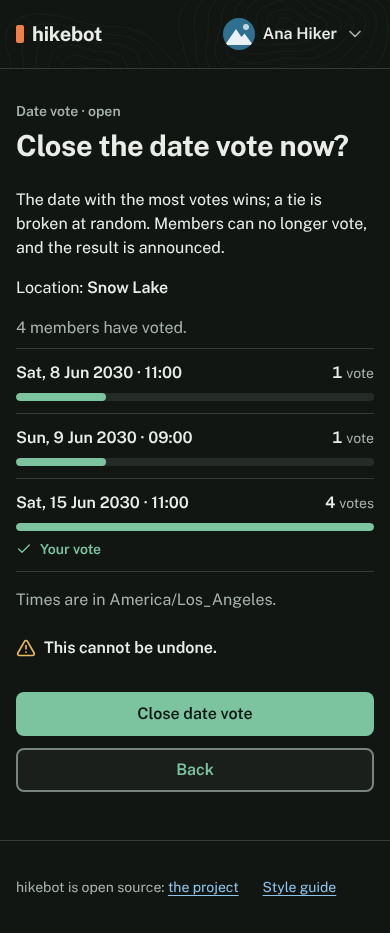 hikebot
Ana Hiker
Date vote · open
Close the date vote now?
The date with the most votes wins; a tie is
broken at random. Members can no longer vote,
and the result is announced.
Location: Snow Lake
4 members have voted.
Sat, 8 Jun 2030 · 11:00 1 vote
Sun, 9 Jun 2030 · 09:00 1 vote
Sat, 15 Jun 2030 · 11:00 4 votes
Your vote
Times are in America/Los_Angeles.
This cannot be undone.
Close date vote
Back
hikebot is open source: the project Style guide